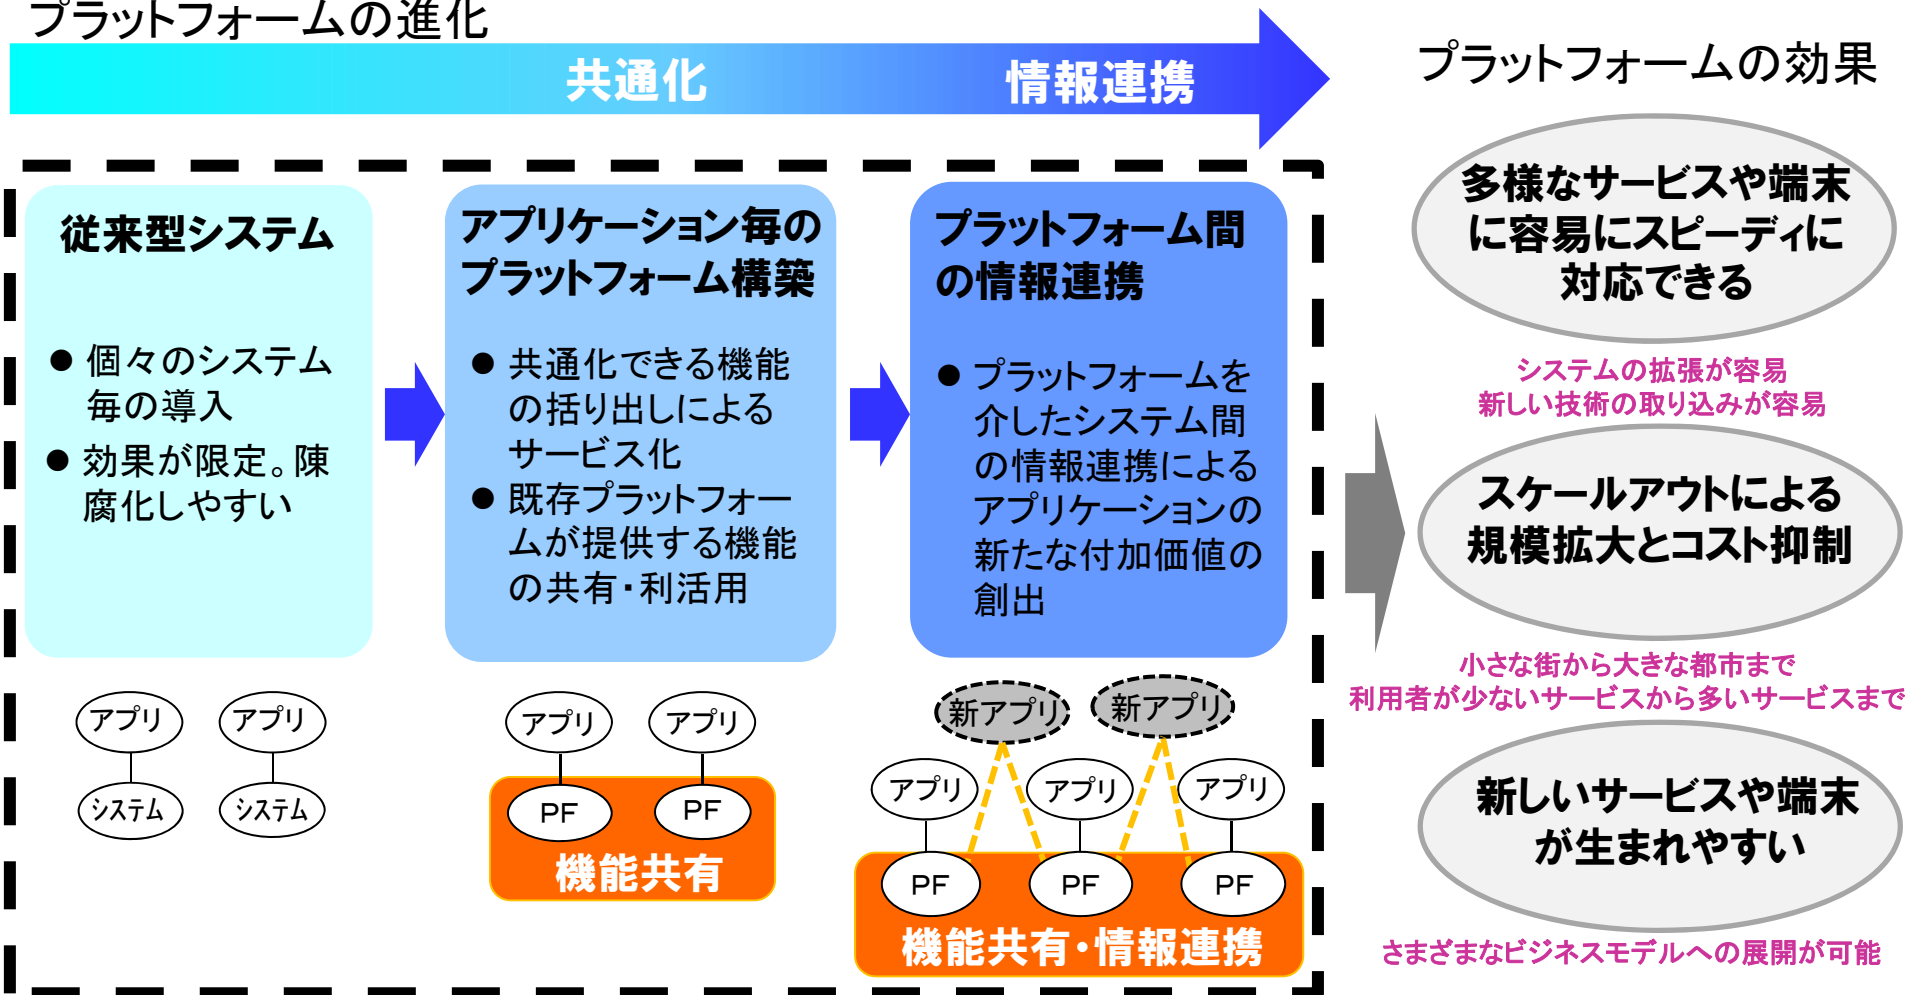 プラットフォームの進化
共通化
情報連携
従来型システム
● 個々のシステム
毎の導入
● 効果が限定。陳
腐化しやすい
アプリケーション毎の
プラットフォーム構築
● 共通化できる機能
の括り出しによる
サービス化
● 既存プラットフォー
ムが提供する機能
の共有・利活用
プラットフォーム間
の情報連携
● プラットフォームを
介したシステム間
の情報連携による
アプリケーションの
新たな付加価値の
創出
アプリ
アプリ
システム
システム
アプリ
アプリ
PF
PF
機能共有
新アプリ
新アプリ
アプリ
アプリ
アプリ
PF
PF
PF
機能共有・情報連携
プラットフォームの効果
多様なサービスや端末
に容易にスピーディに
対応できる
システムの拡張が容易
新しい技術の取り込みが容易
スケールアウトによる
規模拡大とコスト抑制
小さな街から大きな都市まで
利用者が少ないサービスから多いサービスまで
新しいサービスや端末
が生まれやすい
さまざまなビジネスモデルへの展開が可能